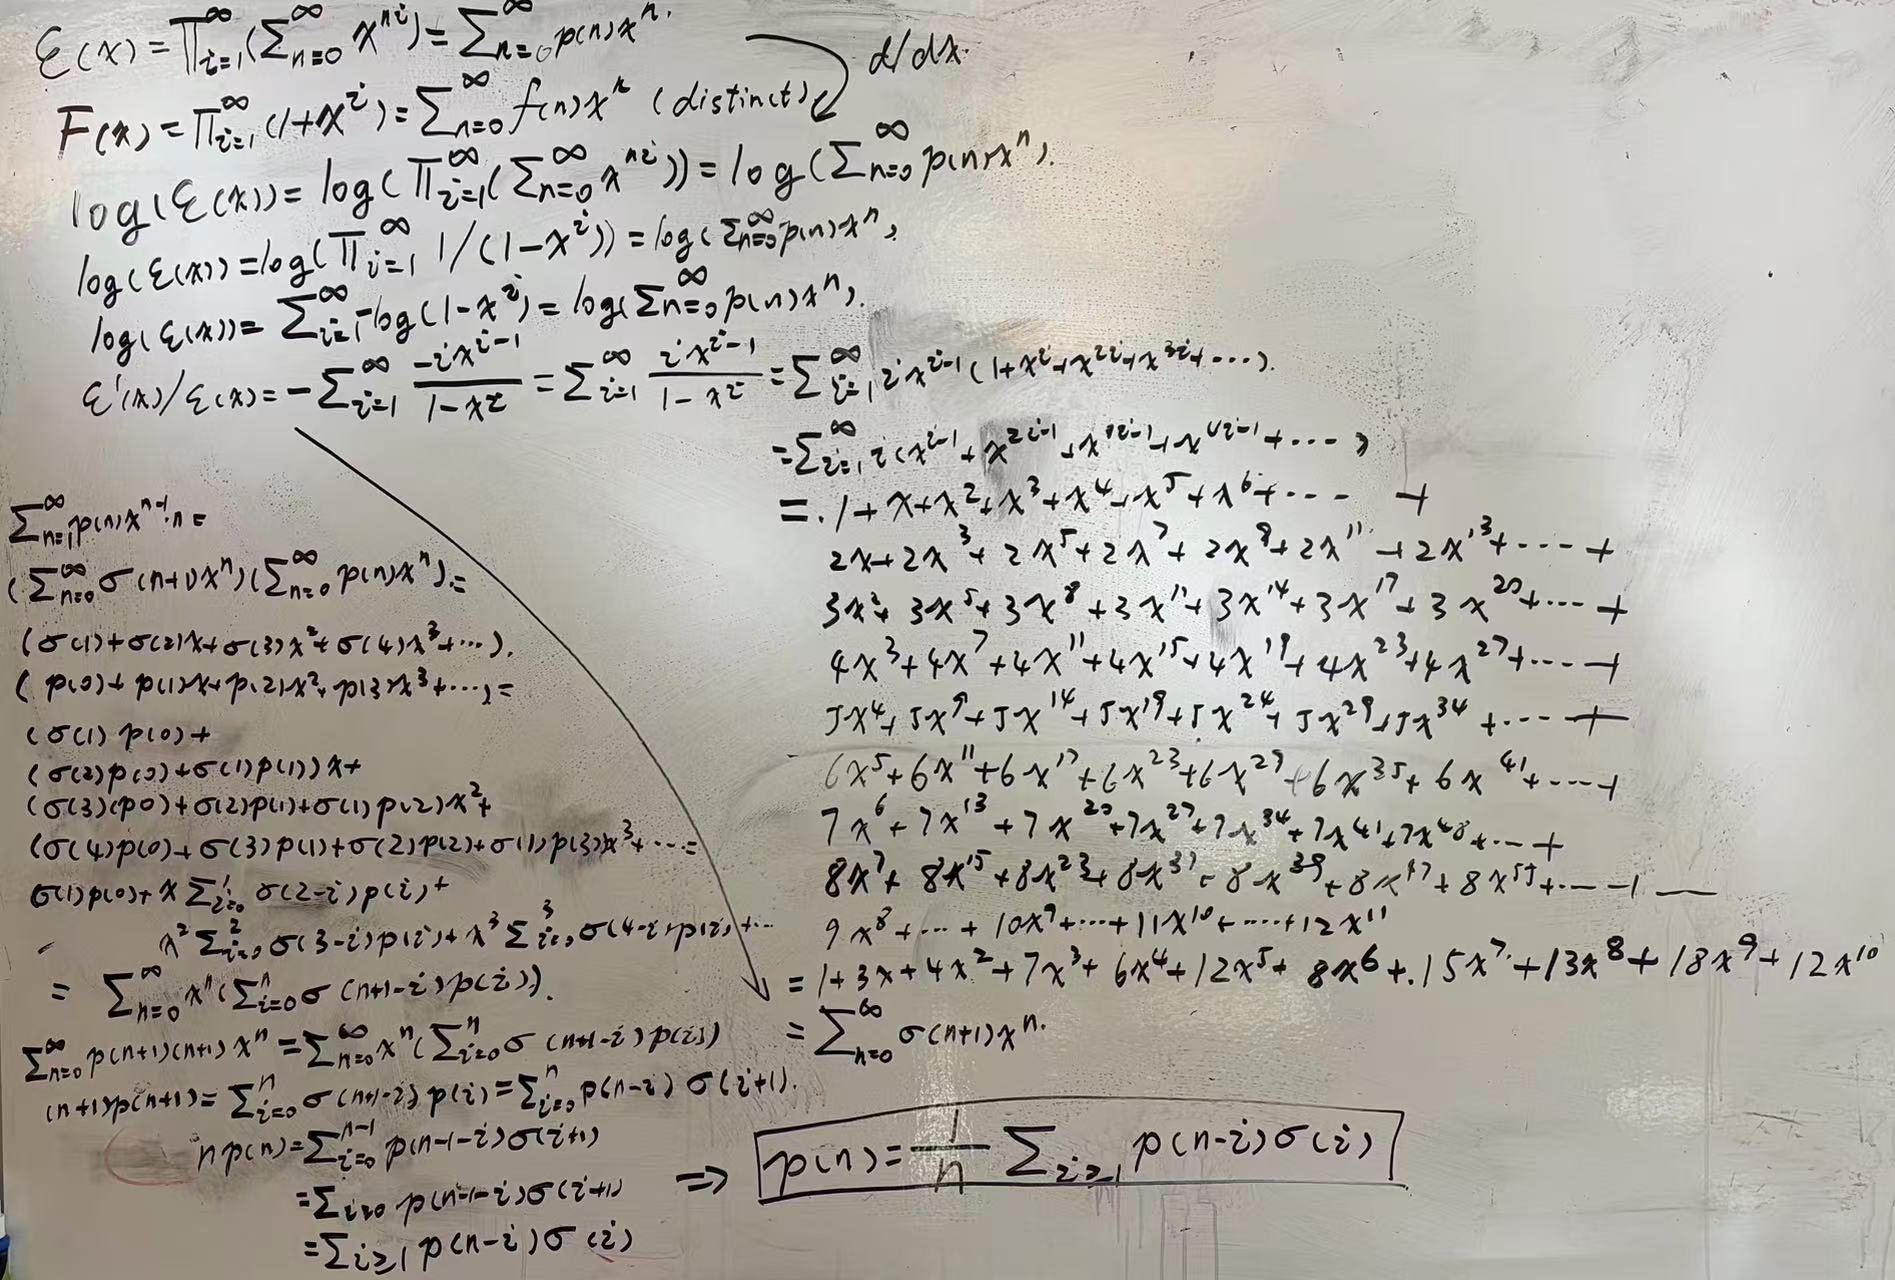 ℰ(x) = ∏_{i=1}^∞ (∑_{n=0}^∞ x^{ni}) = ∑_{n=0}^∞ p(n)x^n.
d/dx.
F(x) = ∏_{i=1}^∞ (1+x^i) = ∑_{n=0}^∞ f(n)x^n (distinct)
log(ℰ(x)) = log(∏_{i=1}^∞ (∑_{n=0}^∞ x^{ni})) = log(∑_{n=0}^∞ p(n)x^n).
log(ℰ(x)) = log(∏_{i=1}^∞ 1/(1-x^i)) = log(∑_{n=0}^∞ p(n)x^n).
log(ℰ(x)) = ∑_{i=1}^∞ -log(1-x^i) = log(∑_{n=0}^∞ p(n)x^n).
ℰ'(x)/ℰ(x) = -∑_{i=1}^∞ \frac{-ix^{i-1}}{1-x^i} = ∑_{i=1}^∞ \frac{ix^{i-1}}{1-x^i} = ∑_{i=1}^∞ ix^{i-1}(1+x^i+x^{2i}+x^{3i}+⋯).
= ∑_{i=1}^∞ i(x^{i-1}+x^{2i-1}+x^{3i-1}+x^{4i-1}+⋯)
= 1+x+x^2+x^3+x^4+x^5+x^6+⋯ +
2x+2x^3+2x^5+2x^7+2x^9+2x^11+2x^13+⋯+
3x^2+3x^5+3x^8+3x^11+3x^14+3x^17+3x^20+⋯+
4x^3+4x^7+4x^11+4x^15+4x^19+4x^23+4x^27+⋯+
5x^4+5x^9+5x^14+5x^19+5x^24+5x^29+5x^34+⋯+
6x^5+6x^11+6x^17+6x^23+6x^29+6x^35+6x^41+⋯+
7x^6+7x^13+7x^20+7x^27+7x^34+7x^41+7x^48+⋯+
8x^7+8x^15+8x^23+8x^31+8x^39+8x^47+8x^55+⋯+
9x^8+⋯+10x^9+⋯+11x^10+⋯+12x^11
= 1+3x+4x^2+7x^3+6x^4+12x^5+8x^6+15x^7+13x^8+18x^9+12x^10
= ∑_{n=0}^∞ σ(n+1)x^n.
∑_{n=1}^∞ p(n)x^{n-1}·n =
(∑_{n=0}^∞ σ(n+1)x^n)(∑_{n=0}^∞ p(n)x^n) =
(σ(1)+σ(2)x+σ(3)x^2+σ(4)x^3+⋯).
(p(0)+p(1)x+p(2)x^2+p(3)x^3+⋯) =
(σ(1)p(0)+
(σ(2)p(0)+σ(1)p(1))x+
(σ(3)(p0)+σ(2)p(1)+σ(1)p(2)x^2+
(σ(4)p(0)+σ(3)p(1)+σ(2)p(2)+σ(1)p(3)x^3+⋯=
σ(1)p(0)+x∑_{i=0}^1 σ(2-i)p(i)+
x^2∑_{i=0}^2 σ(3-i)p(i)+x^3∑_{i=0}^3 σ(4-i)p(i)+⋯
= ∑_{n=0}^∞ x^n(∑_{i=0}^n σ(n+1-i)p(i)).
∑_{n=0}^∞ p(n+1)(n+1)x^n = ∑_{n=0}^∞ x^n(∑_{i=0}^n σ(n+1-i)p(i))
(n+1)p(n+1) = ∑_{i=0}^n σ(n+1-i)p(i) = ∑_{i=0}^n p(n-i)σ(i+1).
np(n) = ∑_{i=0}^{n-1} p(n-1-i)σ(i+1)
= ∑_{i≥0} p(n-1-i)σ(i+1)
= ∑_{i≥1} p(n-i)σ(i)
⇒ p(n) = \frac{1}{n} ∑_{i≥1} p(n-i)σ(i)